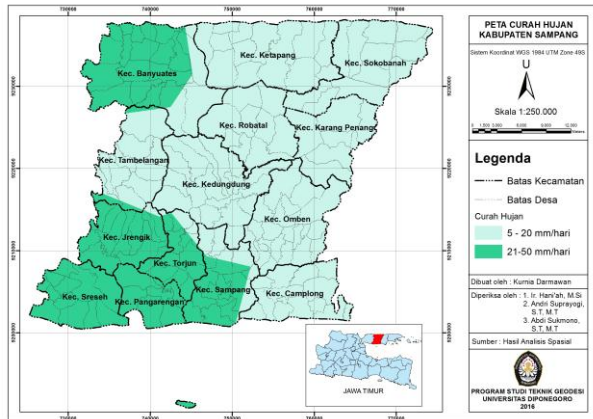 PETA CURAH HUJAN
KABUPATEN SAMPANG
Sistem Koordinat WGS 1984 UTM Zone 49S
U
Skala 1:250.000
Legenda
Batas Kecamatan
Batas Desa
Curah Hujan
5 - 20 mm/hari
21-50 mm/hari
Dibuat oleh : Kurnia Darmawan
Diperiksa oleh : 1. Ir. Hani'ah, M.Si
2. Andri Suprayogi,
S.T, M.T
3. Abdi Sukmono,
S.T, M.T
Sumber : Hasil Analisis Spasial
PROGRAM STUDI TEKNIK GEODESI
UNIVERSITAS DIPONEGORO
2016
Kec. Banyuates
Kec. Ketapang
Kec. Sokobanah
Kec. Robatal
Kec. Karang Penang
Kec. Tambelangan
Kec. Kedungdung
Kec. Omben
Kec. Jrengik
Kec. Torjun
Kec. Sreseh
Kec. Pangarengan
Kec. Sampang
Kec. Camplong
JAWA TIMUR